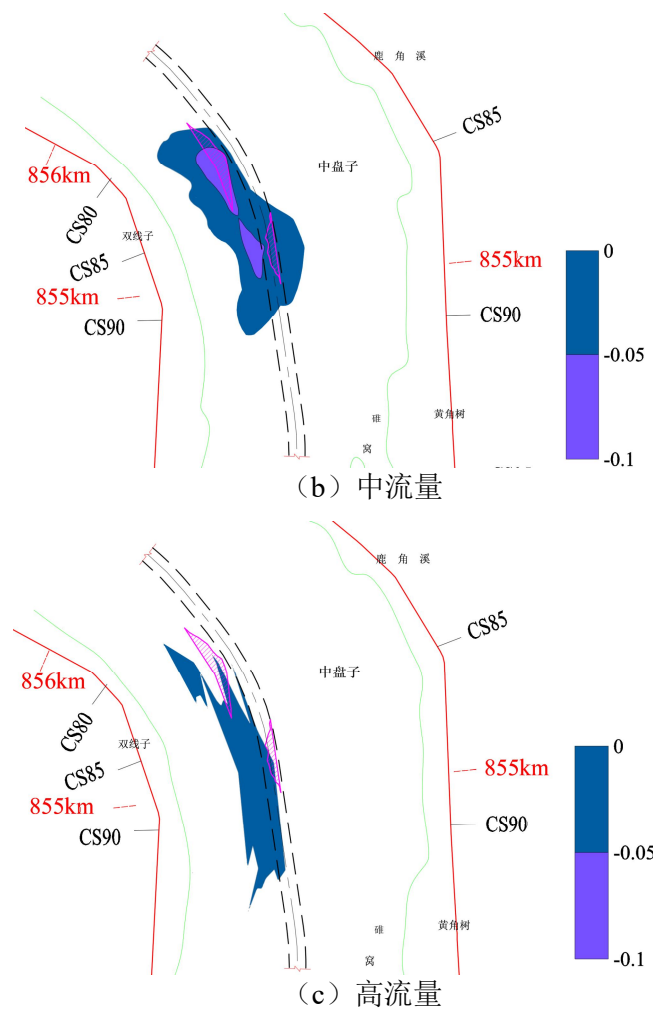 鹿角溪
CS85
中盘子
856km
CS80
双线子
CS85
855km
855km
0
CS90
CS90
-0.05
碓
黄角树
窝
-0.1
（b）中流量
鹿角溪
CS85
中盘子
856km
CS80
双线子
CS85
855km
0
855km
CS90
CS90
-0.05
碓
黄角树
窝
-0.1
（c）高流量